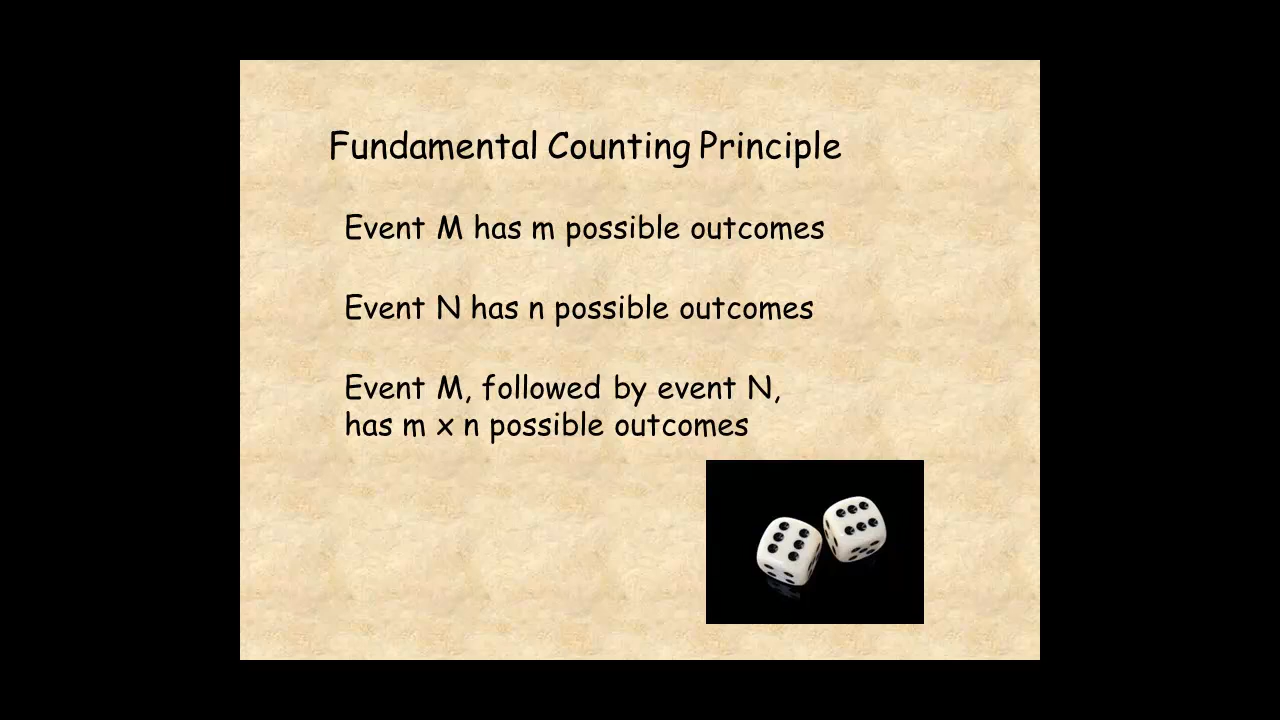 Fundamental Counting Principle
Event M has m possible outcomes
Event N has n possible outcomes
Event M, followed by event N,
has m x n possible outcomes